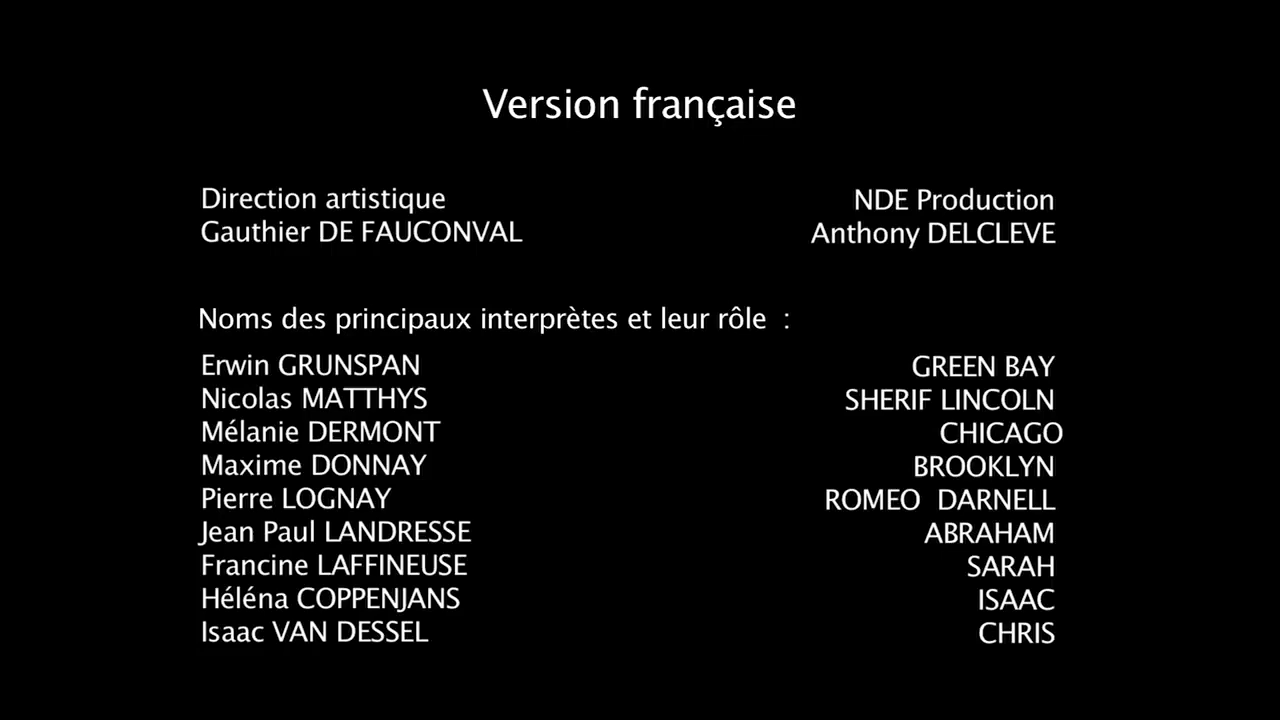 Version française
Direction artistique NDE Production
Gauthier DE FAUCONVAL Anthony DELCLEVE
Noms des principaux interprètes et leur rôle :
Erwin GRUNSPAN GREEN BAY
Nicolas MATTHYS SHERIF LINCOLN
Mélanie DERMONT CHICAGO
Maxime DONNAY BROOKLYN
Pierre LOGNAY ROMEO DARNELL
Jean Paul LANDRESSE ABRAHAM
Francine LAFFINEUSE SARAH
Héléna COPPENJANS ISAAC
Isaac VAN DESSEL CHRIS